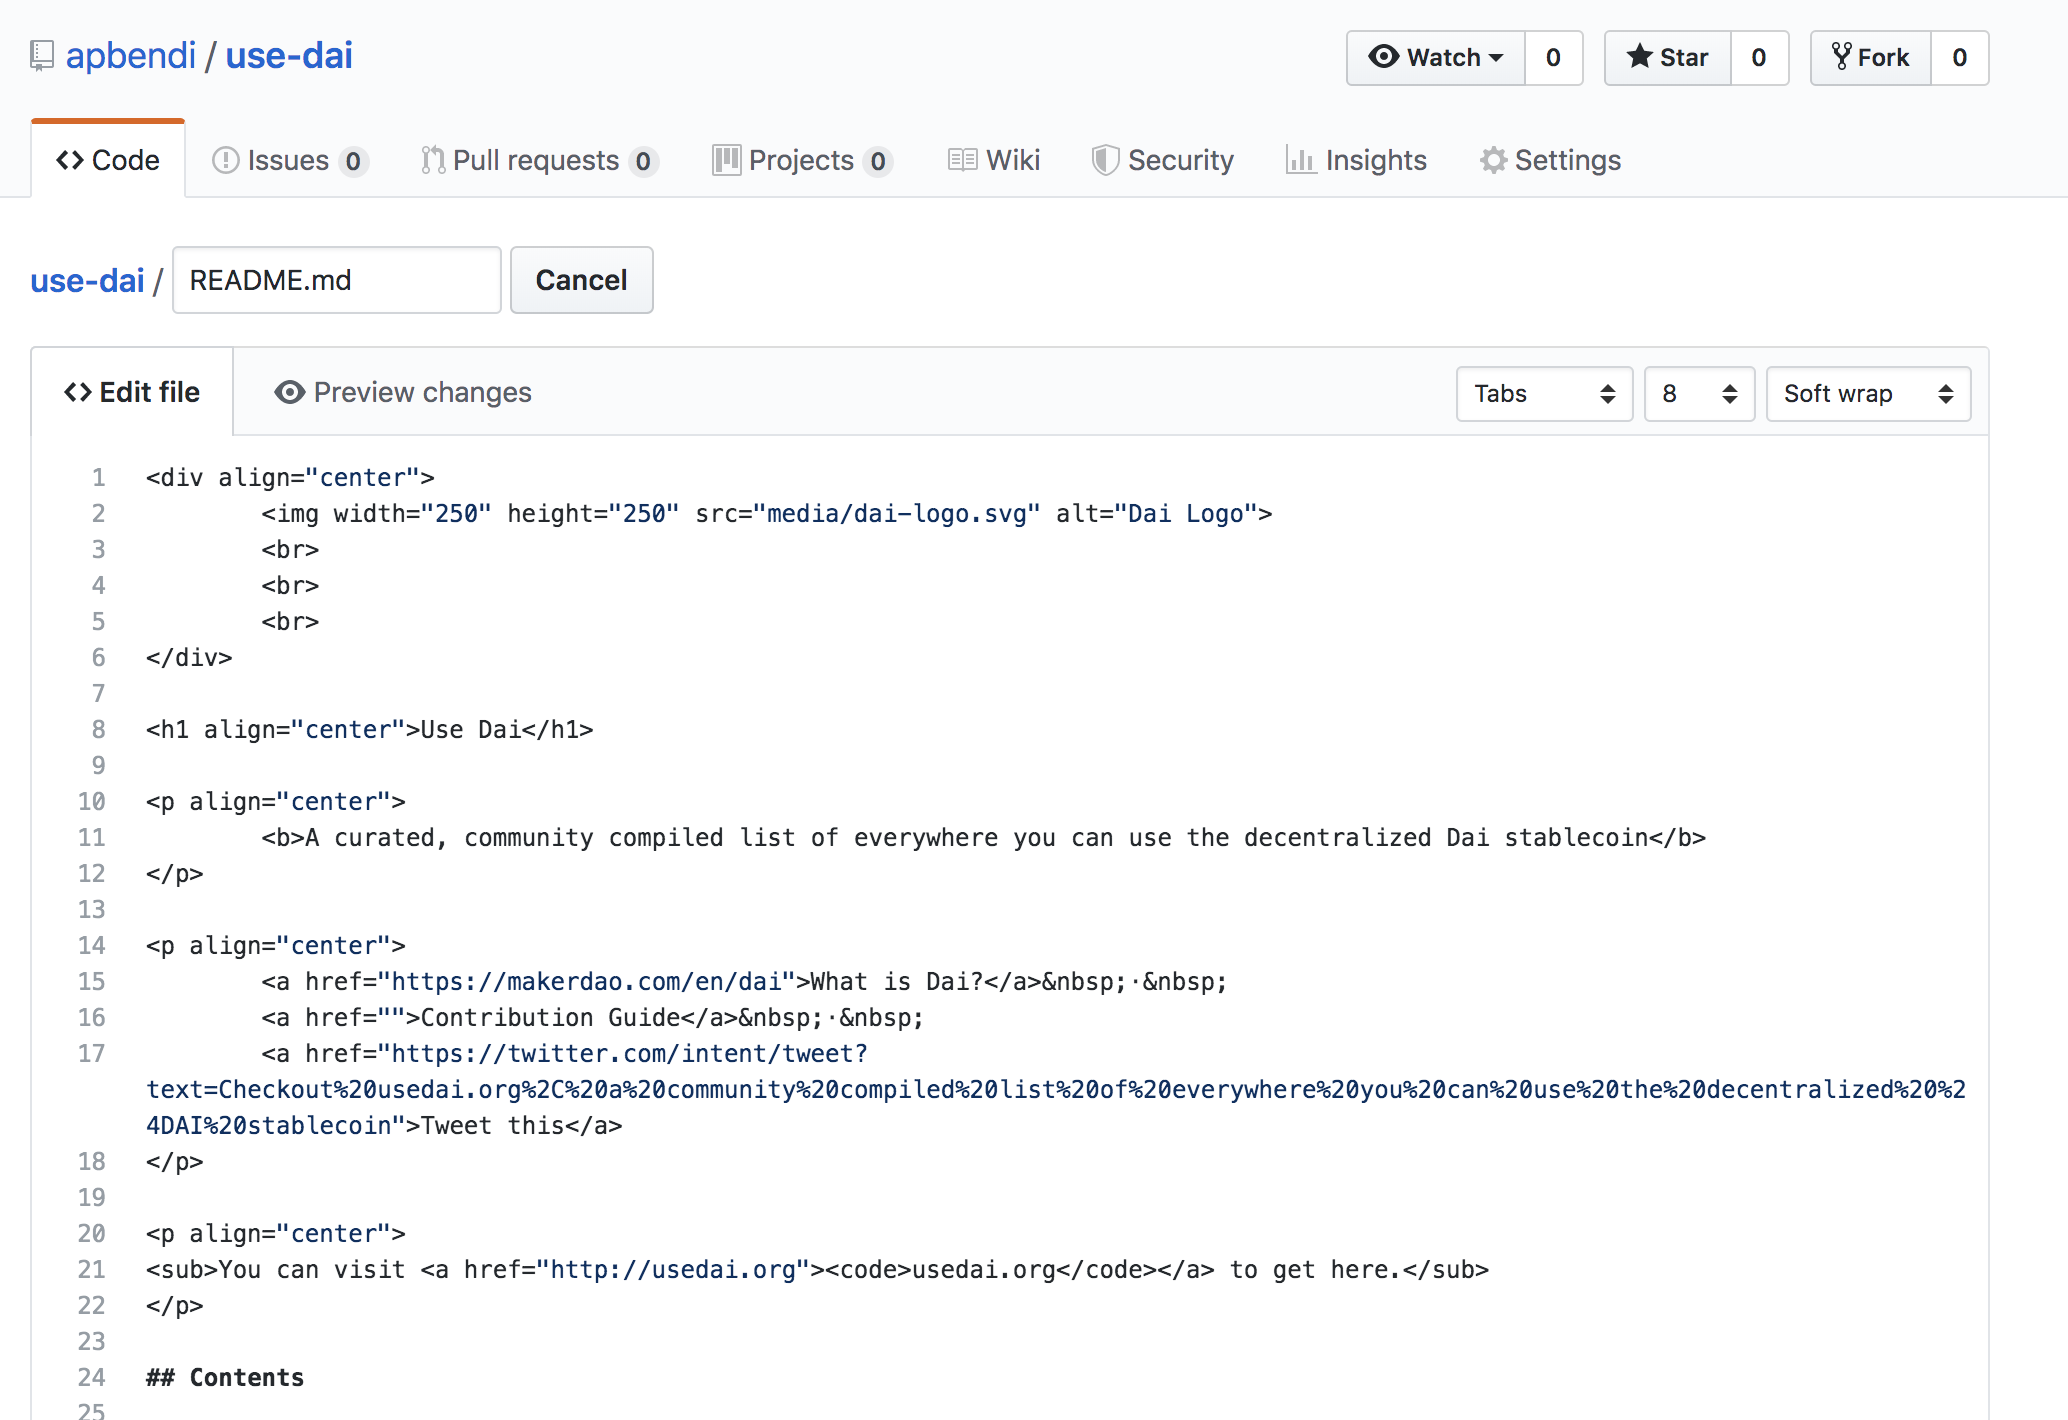 apbendi / use-dai
Watch 0 Star 0 Fork 0
Code Issues 0 Pull requests 0 Projects 0 Wiki Security Insights Settings
use-dai / README.md Cancel
Edit file Preview changes Tabs 8 Soft wrap
1 <div align="center">
2 <img width="250" height="250" src="media/dai-logo.svg" alt="Dai Logo">
3 <br>
4 <br>
5 <br>
6 </div>
7
8 <h1 align="center">Use Dai</h1>
9
10 <p align="center">
11 <b>A curated, community compiled list of everywhere you can use the decentralized Dai stablecoin</b>
12 </p>
13
14 <p align="center">
15 <a href="https://makerdao.com/en/dai">What is Dai?</a>&nbsp;·&nbsp;
16 <a href="">Contribution Guide</a>&nbsp;·&nbsp;
17 <a href="https://twitter.com/intent/tweet?
text=Checkout%20usedai.org%2C%20a%20community%20compiled%20list%20of%20everywhere%20you%20can%20use%20the%20decentralized%20%2
4DAI%20stablecoin">Tweet this</a>
18 </p>
19
20 <p align="center">
21 <sub>You can visit <a href="http://usedai.org"><code>usedai.org</code></a> to get here.</sub>
22 </p>
23
24 ## Contents
25